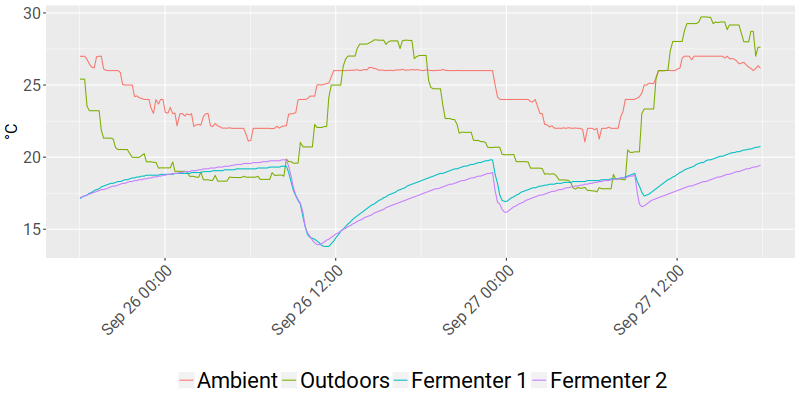 30
25
20
15
°C
Sep 26 00:00
Sep 26 12:00
Sep 27 00:00
Sep 27 12:00
Ambient Outdoors Fermenter 1 Fermenter 2